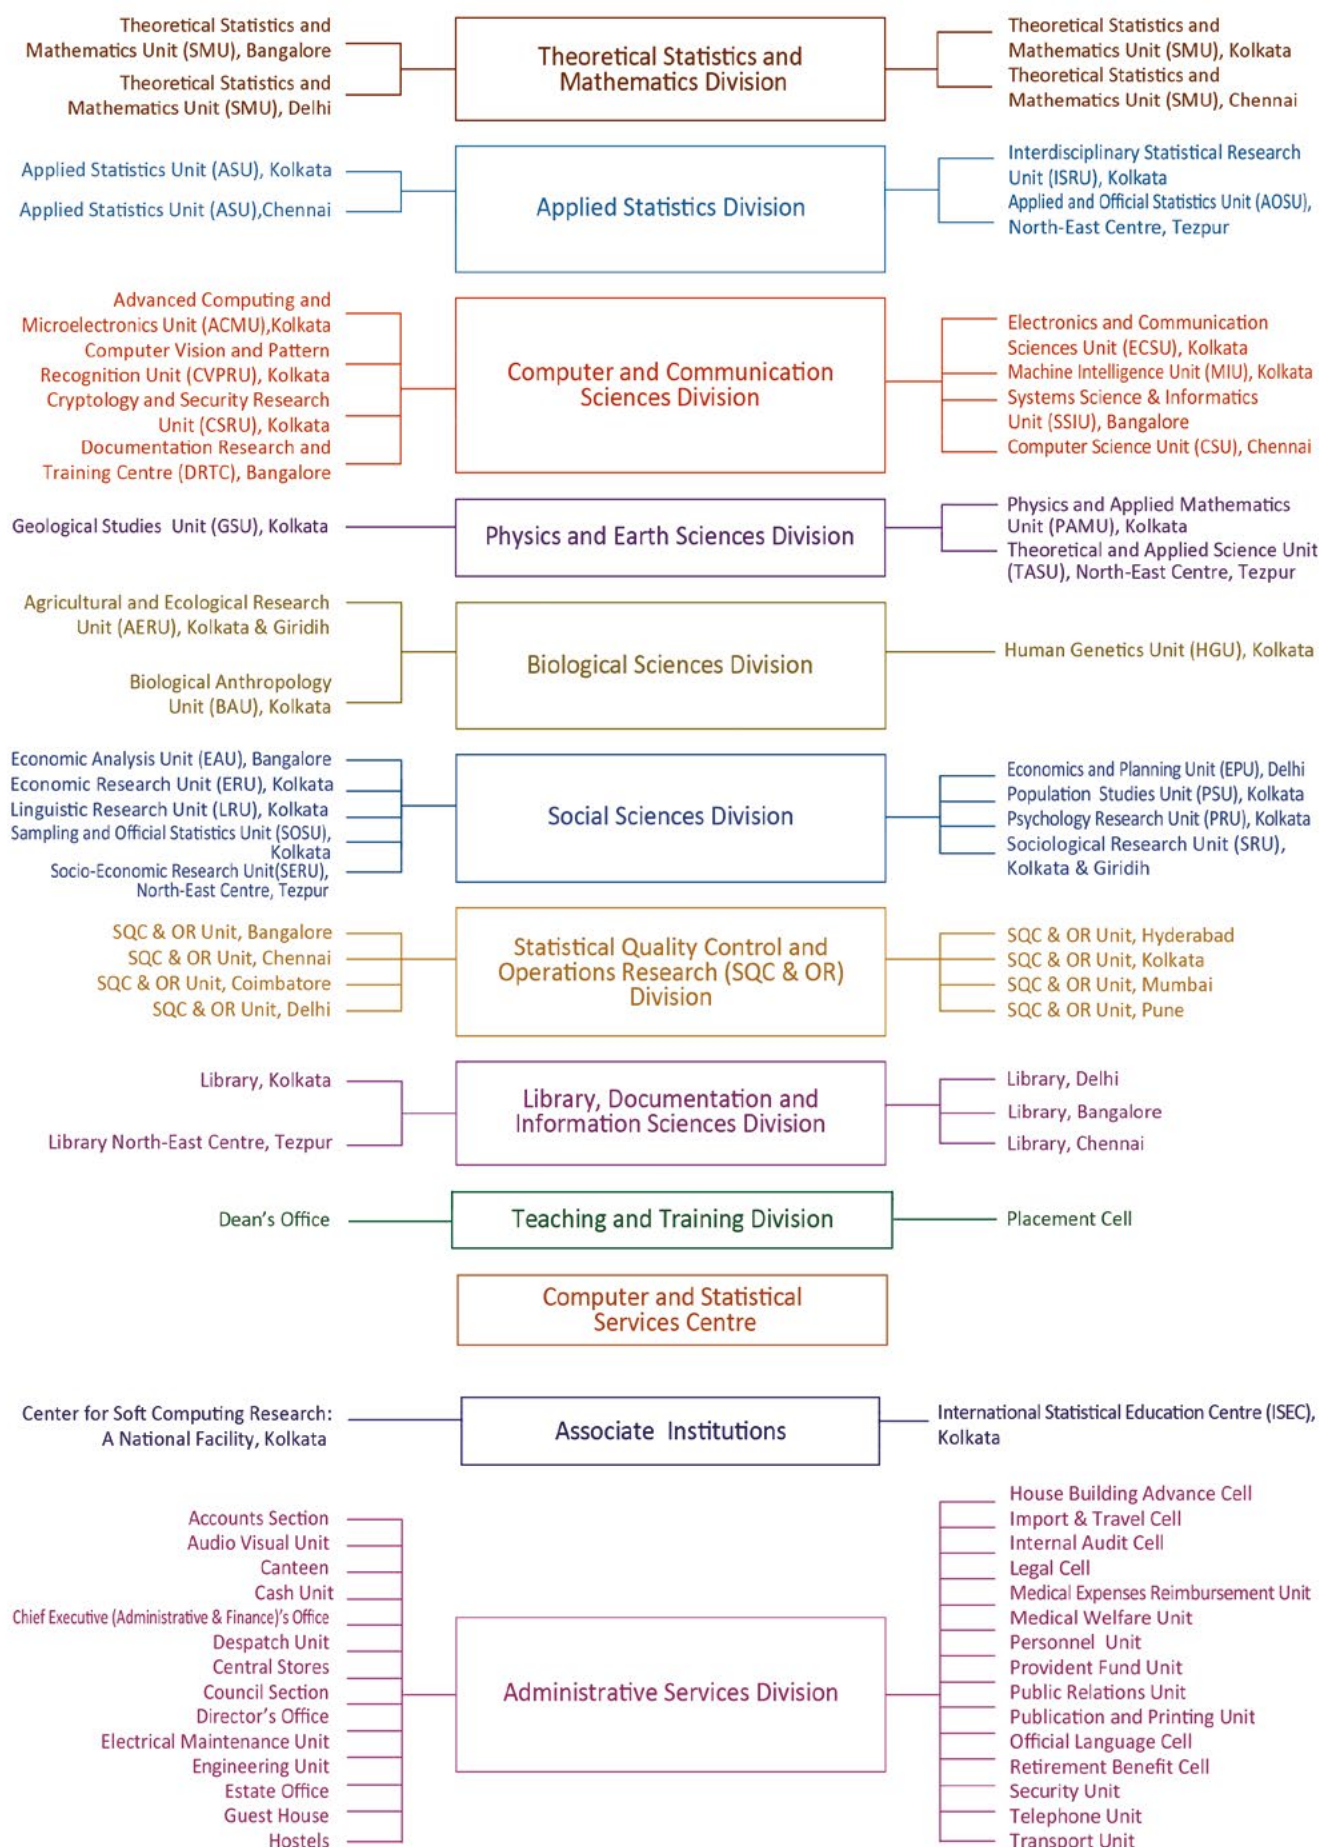 Theoretical Statistics and
Mathematics Unit (SMU), Bangalore
Theoretical Statistics and
Mathematics Unit (SMU), Delhi
Theoretical Statistics and
Mathematics Division
Theoretical Statistics and
Mathematics Unit (SMU), Kolkata
Theoretical Statistics and
Mathematics Unit (SMU), Chennai
Applied Statistics Unit (ASU), Kolkata
Applied Statistics Unit (ASU),Chennai
Applied Statistics Division
Interdisciplinary Statistical Research
Unit (ISRU), Kolkata
Applied and Official Statistics Unit (AOSU),
North-East Centre, Tezpur
Advanced Computing and
Microelectronics Unit (ACMU),Kolkata
Computer Vision and Pattern
Recognition Unit (CVPRU), Kolkata
Cryptology and Security Research
Unit (CSRU), Kolkata
Documentation Research and
Training Centre (DRTC), Bangalore
Computer and Communication
Sciences Division
Electronics and Communication
Sciences Unit (ECSU), Kolkata
Machine Intelligence Unit (MIU), Kolkata
Systems Science & Informatics
Unit (SSIU), Bangalore
Computer Science Unit (CSU), Chennai
Geological Studies Unit (GSU), Kolkata
Physics and Earth Sciences Division
Physics and Applied Mathematics
Unit (PAMU), Kolkata
Theoretical and Applied Science Unit
(TASU), North-East Centre, Tezpur
Agricultural and Ecological Research
Unit (AERU), Kolkata & Giridih
Biological Anthropology
Unit (BAU), Kolkata
Biological Sciences Division
Human Genetics Unit (HGU), Kolkata
Economic Analysis Unit (EAU), Bangalore
Economic Research Unit (ERU), Kolkata
Linguistic Research Unit (LRU), Kolkata
Sampling and Official Statistics Unit (SOSU),
Kolkata
Socio-Economic Research Unit(SERU),
North-East Centre, Tezpur
Social Sciences Division
Economics and Planning Unit (EPU), Delhi
Population Studies Unit (PSU), Kolkata
Psychology Research Unit (PRU), Kolkata
Sociological Research Unit (SRU),
Kolkata & Giridih
SQC & OR Unit, Bangalore
SQC & OR Unit, Chennai
SQC & OR Unit, Coimbatore
SQC & OR Unit, Delhi
Statistical Quality Control and
Operations Research (SQC & OR)
Division
SQC & OR Unit, Hyderabad
SQC & OR Unit, Kolkata
SQC & OR Unit, Mumbai
SQC & OR Unit, Pune
Library, Kolkata
Library North-East Centre, Tezpur
Library, Documentation and
Information Sciences Division
Library, Delhi
Library, Bangalore
Library, Chennai
Dean's Office
Teaching and Training Division
Placement Cell
Computer and Statistical
Services Centre
Center for Soft Computing Research:
A National Facility, Kolkata
Associate Institutions
International Statistical Education Centre (ISEC),
Kolkata
Accounts Section
Audio Visual Unit
Canteen
Cash Unit
Chief Executive (Administrative & Finance)'s Office
Despatch Unit
Central Stores
Council Section
Director's Office
Electrical Maintenance Unit
Engineering Unit
Estate Office
Guest House
Hostels
Administrative Services Division
House Building Advance Cell
Import & Travel Cell
Internal Audit Cell
Legal Cell
Medical Expenses Reimbursement Unit
Medical Welfare Unit
Personnel Unit
Provident Fund Unit
Public Relations Unit
Publication and Printing Unit
Official Language Cell
Retirement Benefit Cell
Security Unit
Telephone Unit
Transport Unit